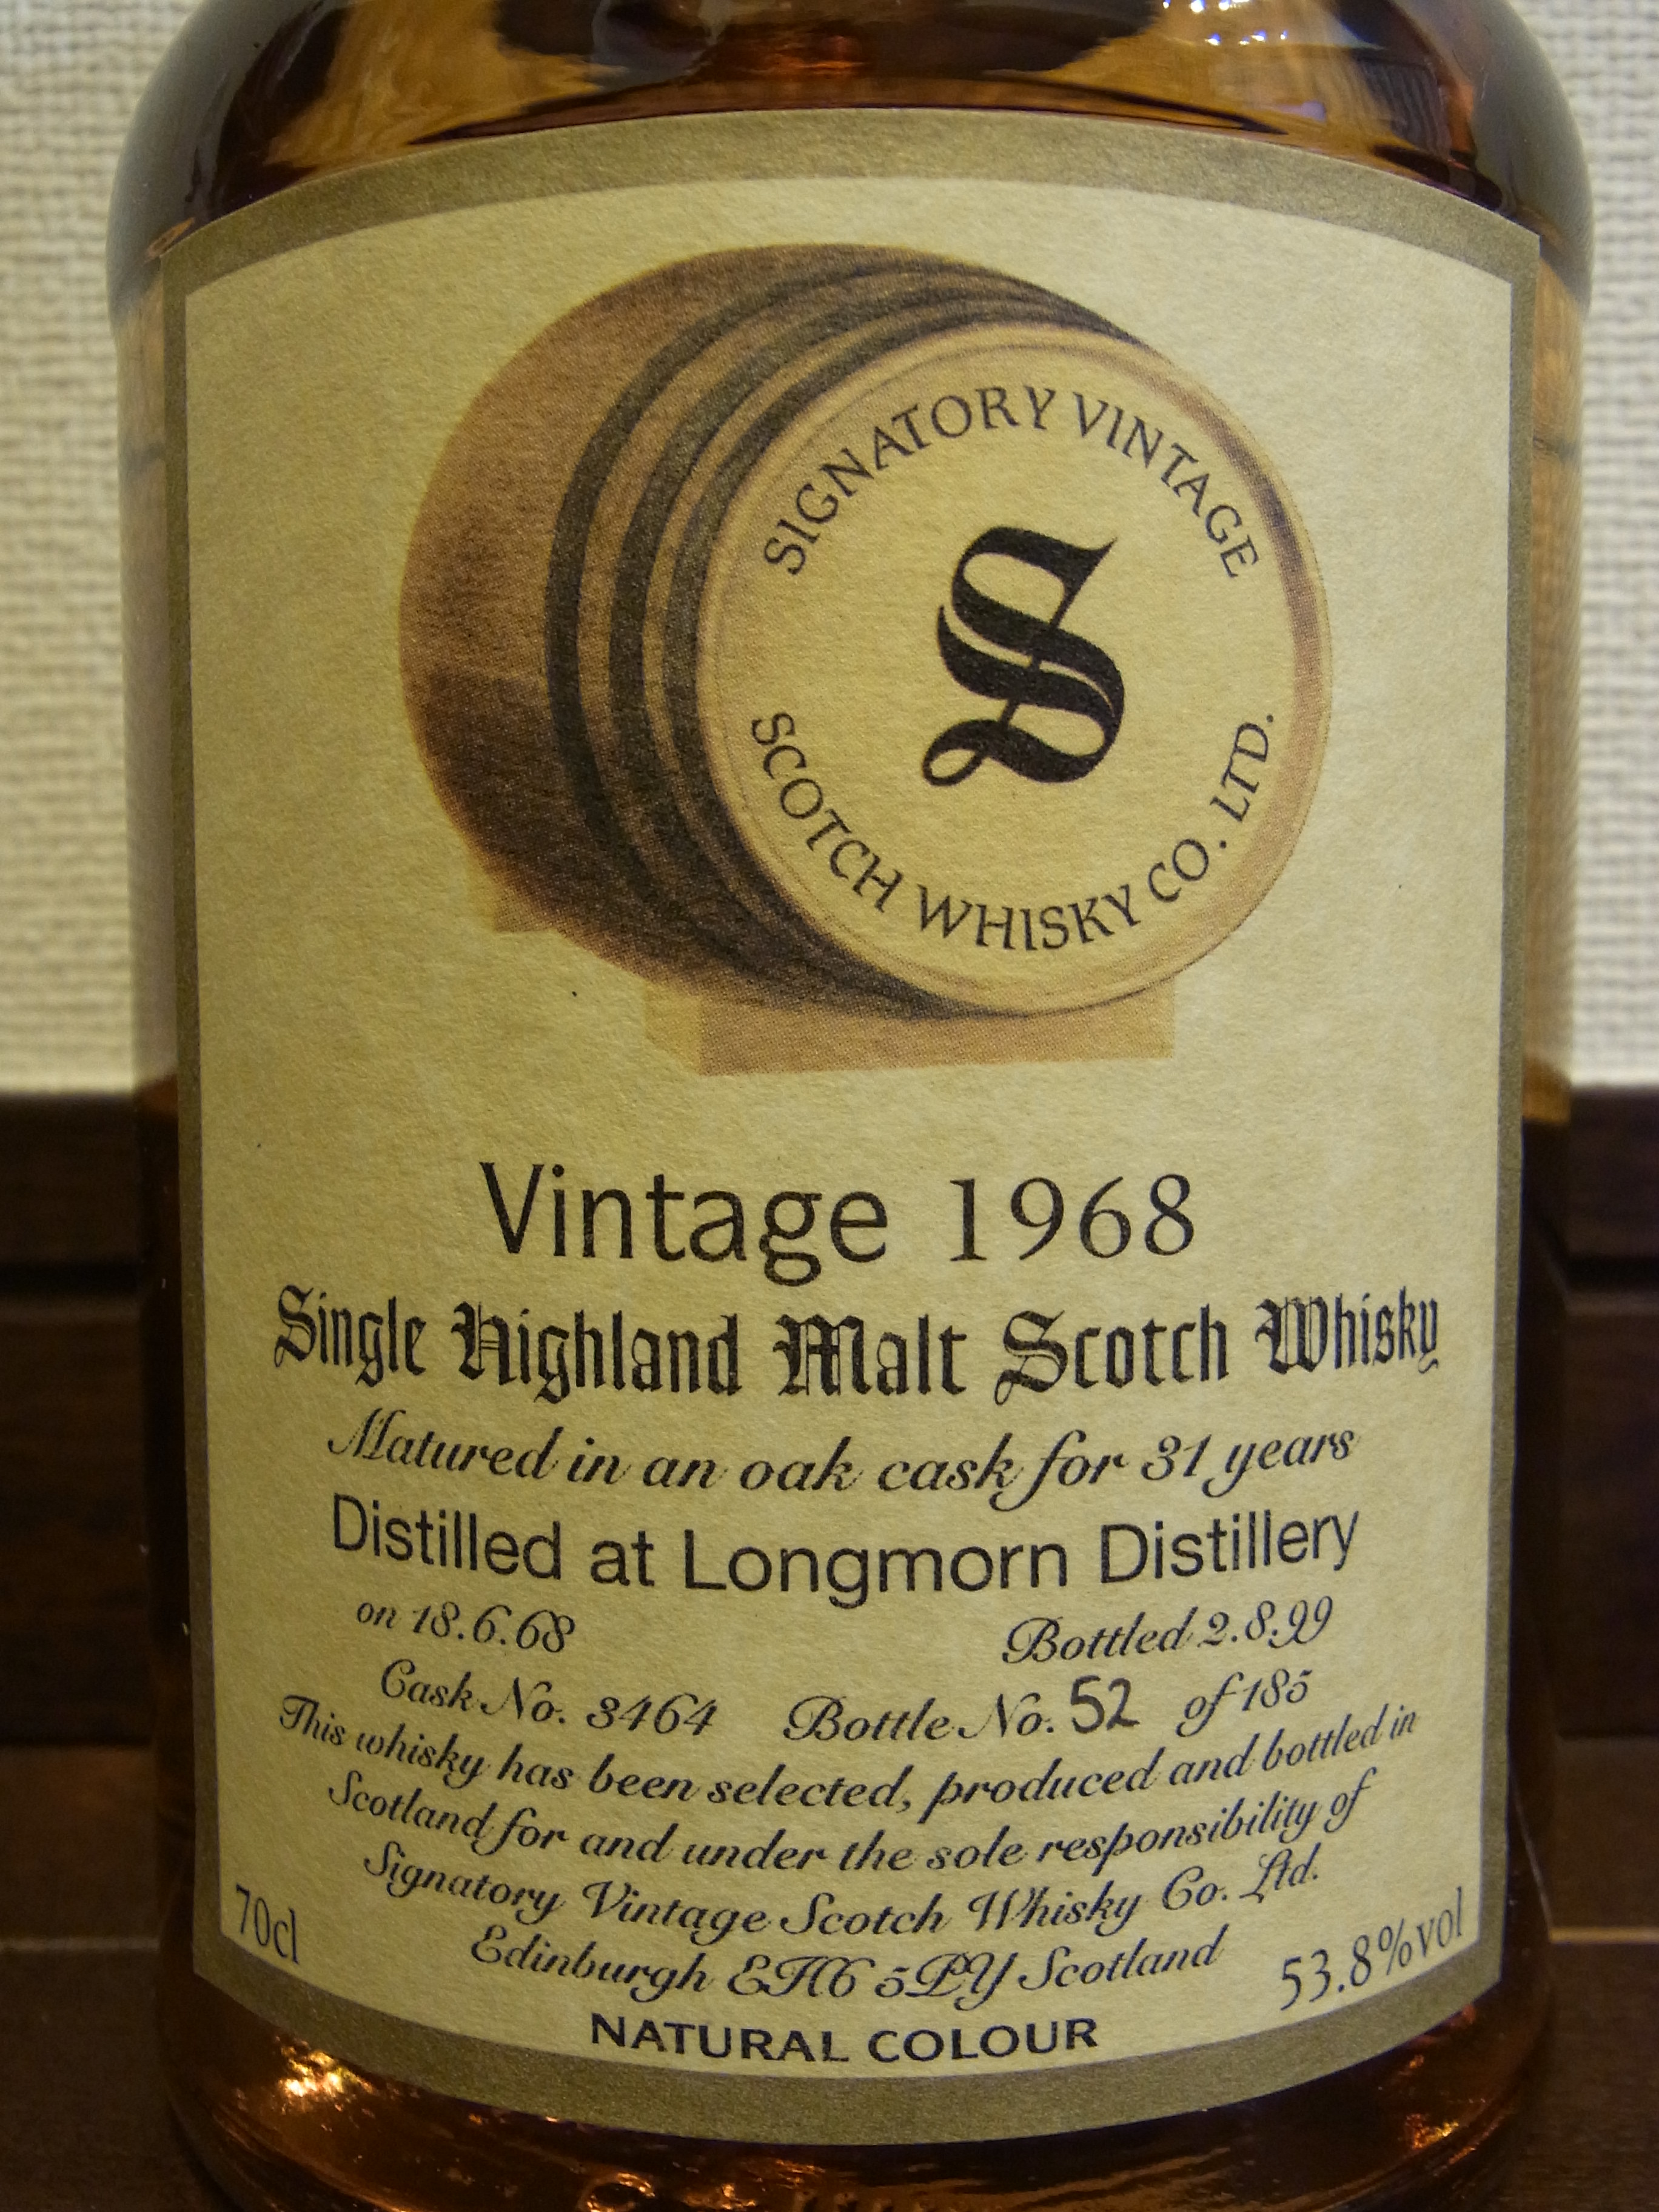 SIGNATORY VINTAGE
S
SCOTCH WHISKY CO. LTD.
Vintage 1968
Single Highland Malt Scotch Whisky
Matured in an oak cask for 31 years
Distilled at Longmorn Distillery
on 18.6.68 Bottled 2.8.99
Cask No. 3464 Bottle No. 52 of 185
This whisky has been selected, produced and bottled in
Scotland for and under the sole responsibility of
Signatory Vintage Scotch Whisky Co. Ltd.
Edinburgh EH6 5PY Scotland
70cl 53.8%vol
NATURAL COLOUR